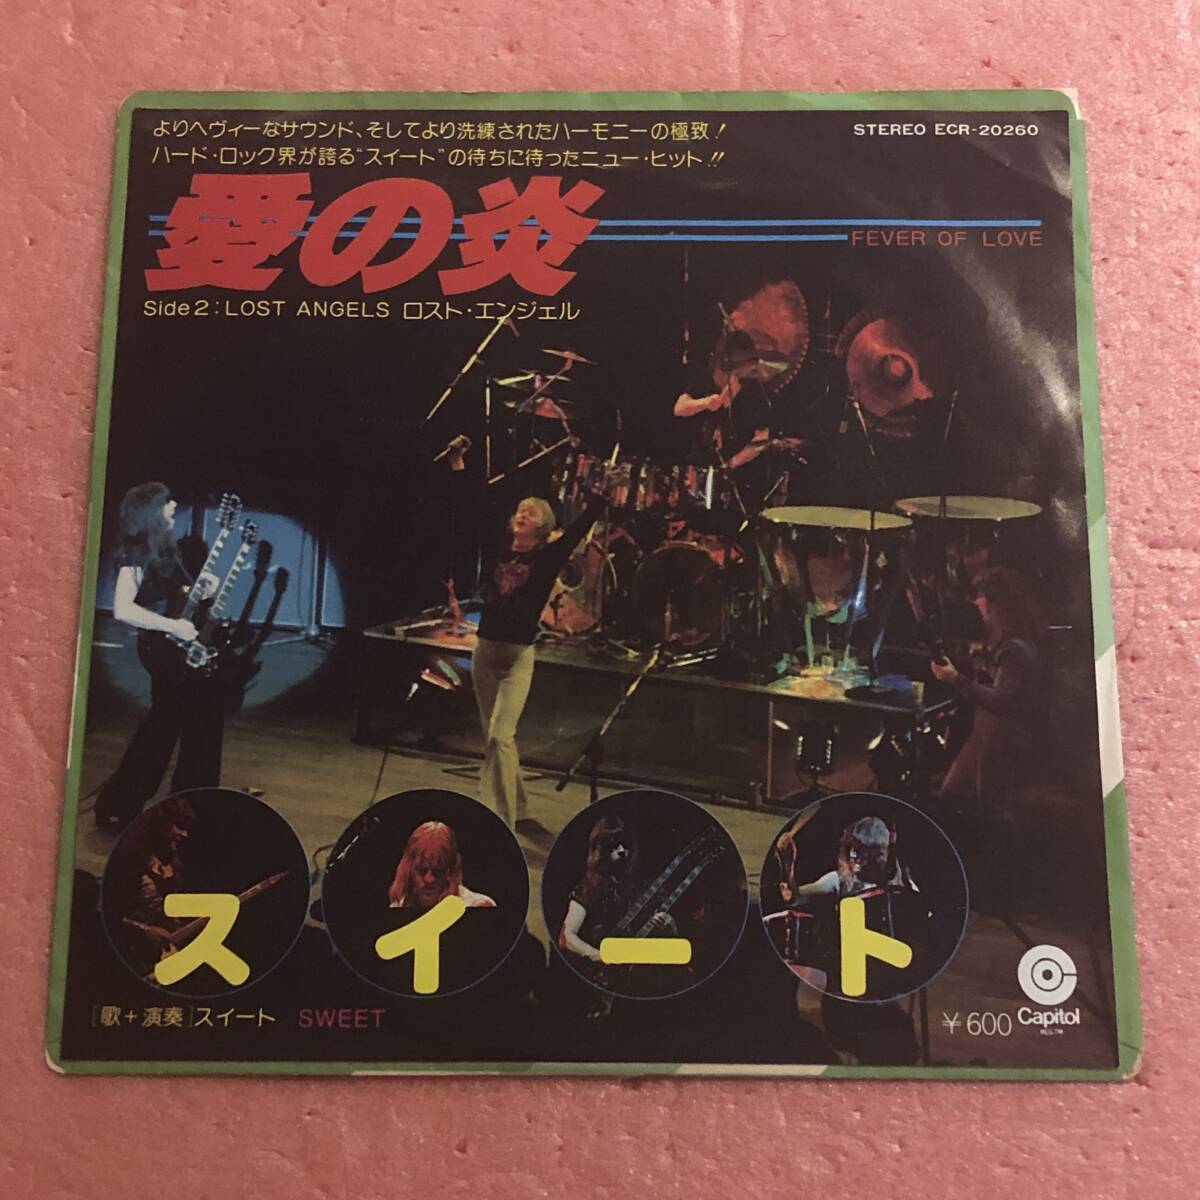 よりヘヴィーなサウンド、そしてより洗練されたハーモニーの極致!
ハード・ロック界が誇る“スイート”の待ちに待ったニュー・ヒット!!
STEREO ECR-20260
愛の炎
FEVER OF LOVE
Side 2:LOST ANGELS ロスト・エンジェル
スイート
[歌+演奏]スイート SWEET
¥600
Capitol
REG.TM